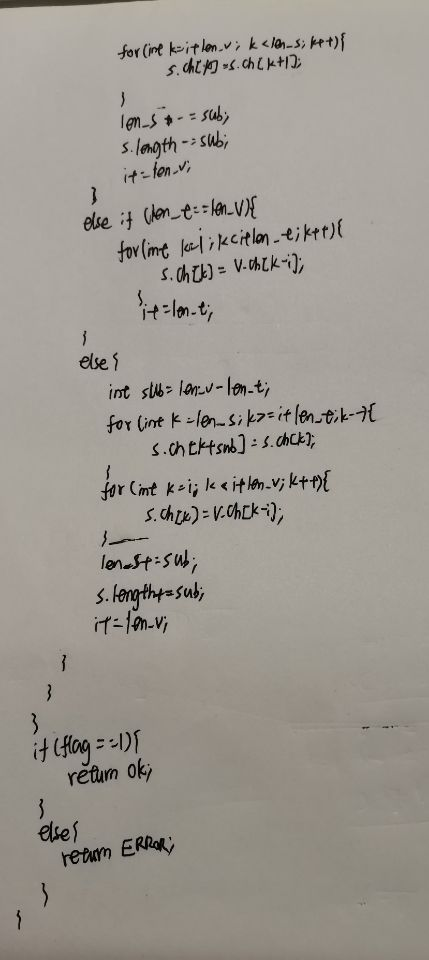 for(int k=i+len_v; k<len_s; k++){
s.ch[k]=s.ch[k+1];
}
len_s -= sub;
s.length -= sub;
i+=len_v;
}
else if (len_t==len_v){
for(int k=i; k<i+len_t; k++){
s.ch[k] = v.ch[k-i];
}
i+=len_t;
}
else{
int sub= len_v-len_t;
for (int k=len_s; k>=i+len_t; k--){
s.ch[k+sub]=s.ch[k];
}
for (int k=i; k<i+len_v; k++){
s.ch[k]=v.ch[k-i];
}
len_s+=sub;
s.length+=sub;
i+=len_v;
}
}
}
if(flag==1){
return ok;
}
else{
return ERROR;
}
}